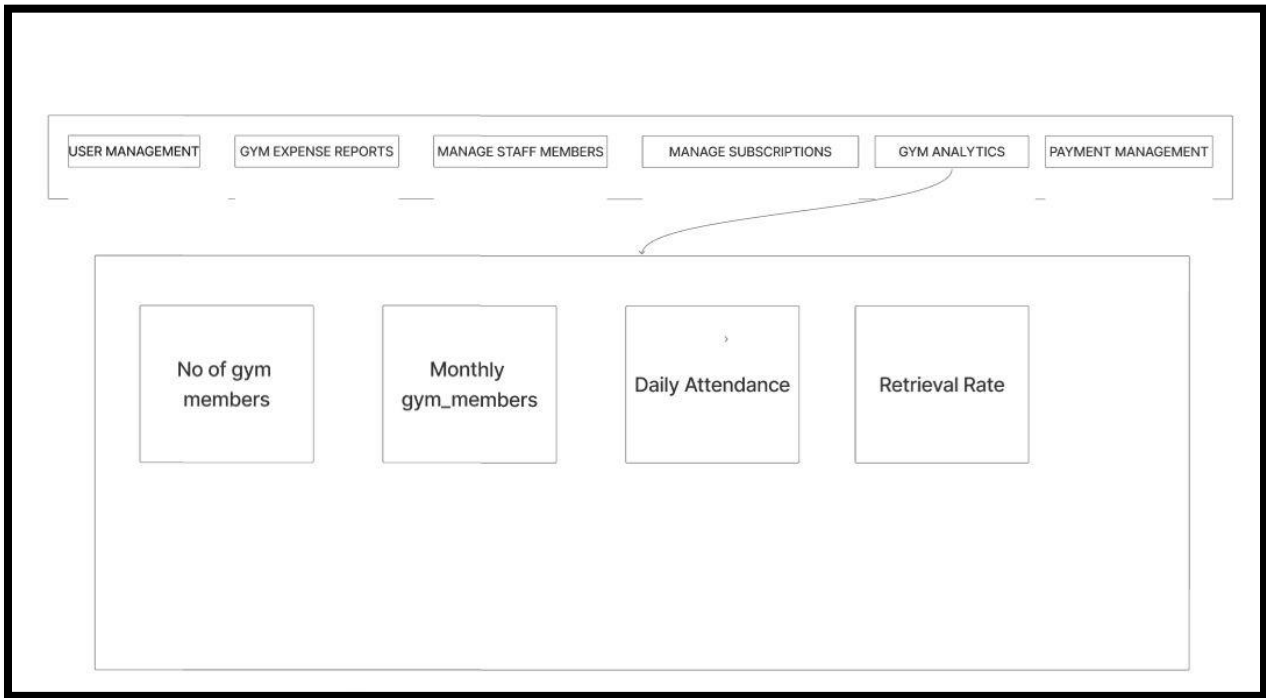 USER MANAGEMENT
GYM EXPENSE REPORTS
MANAGE STAFF MEMBERS
MANAGE SUBSCRIPTIONS
GYM ANALYTICS
PAYMENT MANAGEMENT
No of gym
members
Monthly
gym_members
Daily Attendance
Retrieval Rate